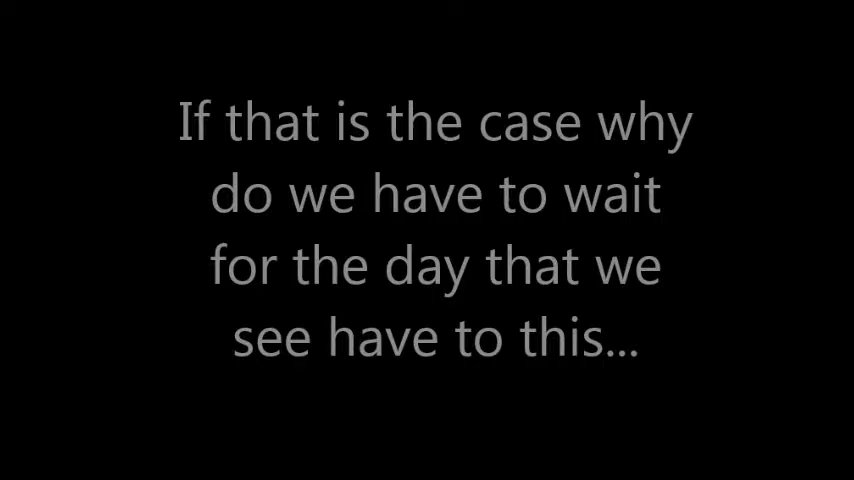 If that is the case why
do we have to wait
for the day that we
see have to this...